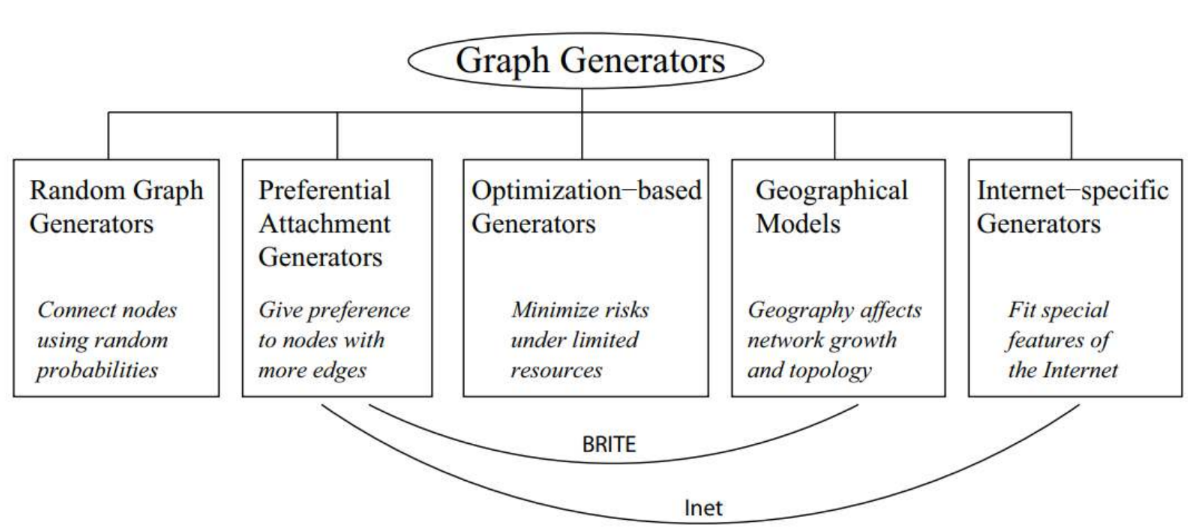 Graph Generators
Random Graph
Generators
Connect nodes
using random
probabilities
Preferential
Attachment
Generators
Give preference
to nodes with
more edges
Optimization−based
Generators
Minimize risks
under limited
resources
Geographical
Models
Geography affects
network growth
and topology
Internet−specific
Generators
Fit special
features of
the Internet
BRITE
Inet